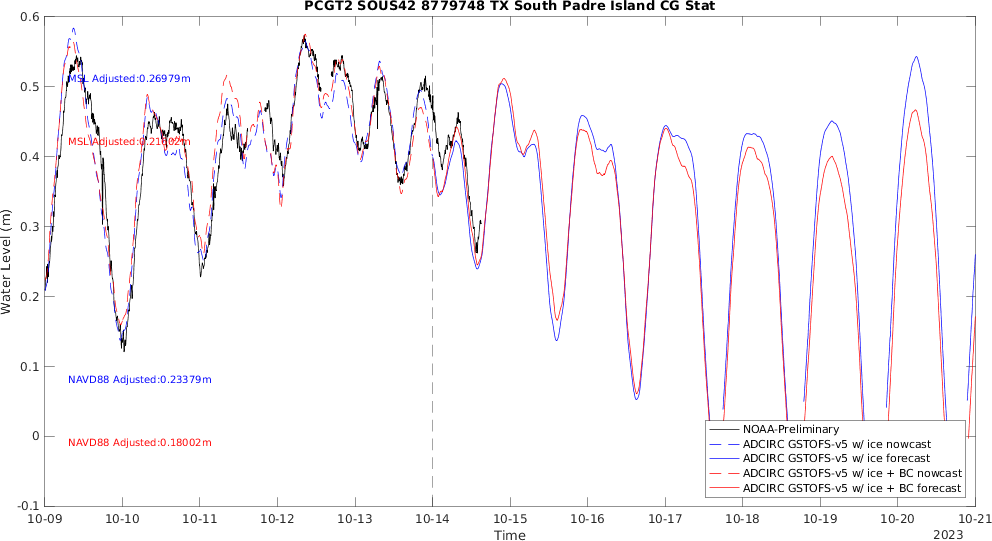 PCGT2 SOUS42 8779748 TX South Padre Island CG Stat
Water Level (m)
0.6
0.5
0.4
0.3
0.2
0.1
0
-0.1
MSL Adjusted:0.26979m
MSL Adjusted:0.21602m
NAVD88 Adjusted:0.23379m
NAVD88 Adjusted:0.18002m
NOAA-Preliminary
ADCIRC GSTOFS-v5 w/ ice nowcast
ADCIRC GSTOFS-v5 w/ ice forecast
ADCIRC GSTOFS-v5 w/ ice + BC nowcast
ADCIRC GSTOFS-v5 w/ ice + BC forecast
10-09 10-10 10-11 10-12 10-13 10-14 10-15 10-16 10-17 10-18 10-19 10-20 10-21
Time
2023